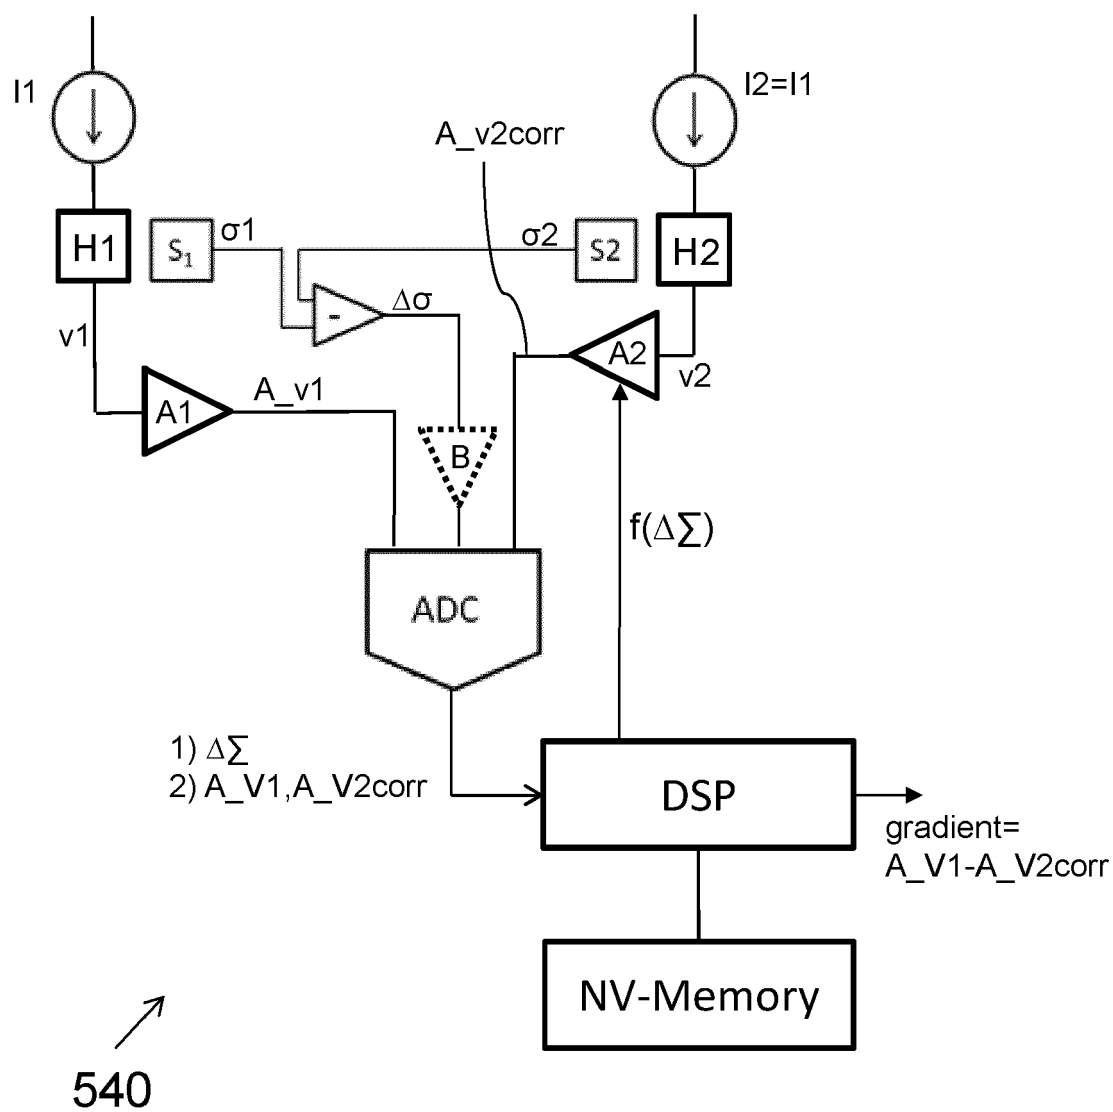 I1
I2=I1
A_v2corr
H1
S1
σ1
σ2
S2
H2
-
Δσ
v1
A2
v2
A_v1
A1
B
f(Δ∑)
ADC
1) Δ∑
2) A_V1,A_V2corr
DSP
gradient=
A_V1-A_V2corr
NV-Memory
540